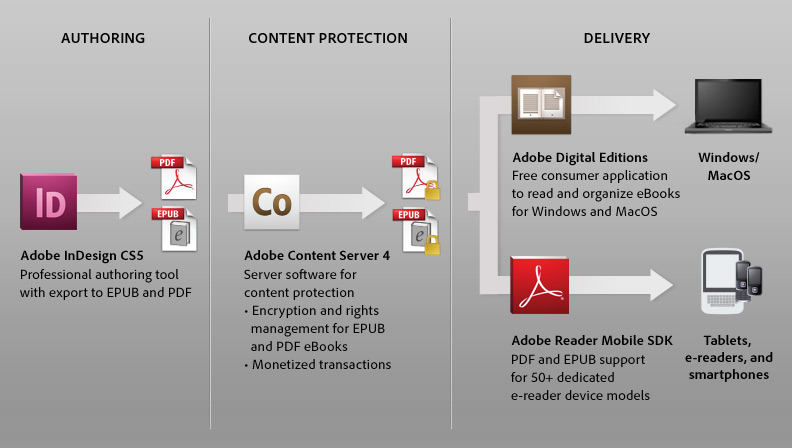 AUTHORING
Id
PDF
EPUB
e
Adobe InDesign CS5
Professional authoring tool
with export to EPUB and PDF
CONTENT PROTECTION
Co
PDF
EPUB
e
Adobe Content Server 4
Server software for
content protection
• Encryption and rights
management for EPUB
and PDF eBooks
• Monetized transactions
DELIVERY
Adobe Digital Editions
Free consumer application
to read and organize eBooks
for Windows and MacOS
Windows/
MacOS
Adobe Reader Mobile SDK
PDF and EPUB support
for 50+ dedicated
e-reader device models
Tablets,
e-readers, and
smartphones